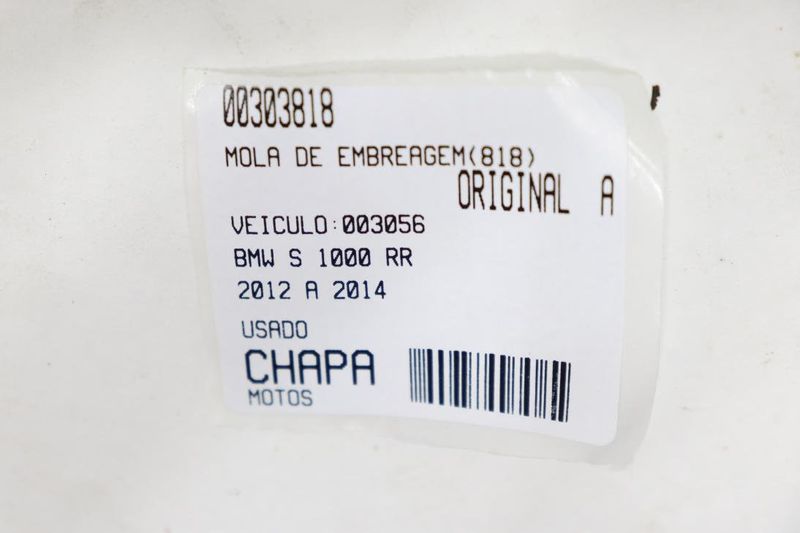 00303818
MOLA DE EMBREAGEM(818)
ORIGINAL A
VEICULO:003056
BMW S 1000 RR
2012 A 2014
USADO
CHAPA
MOTOS